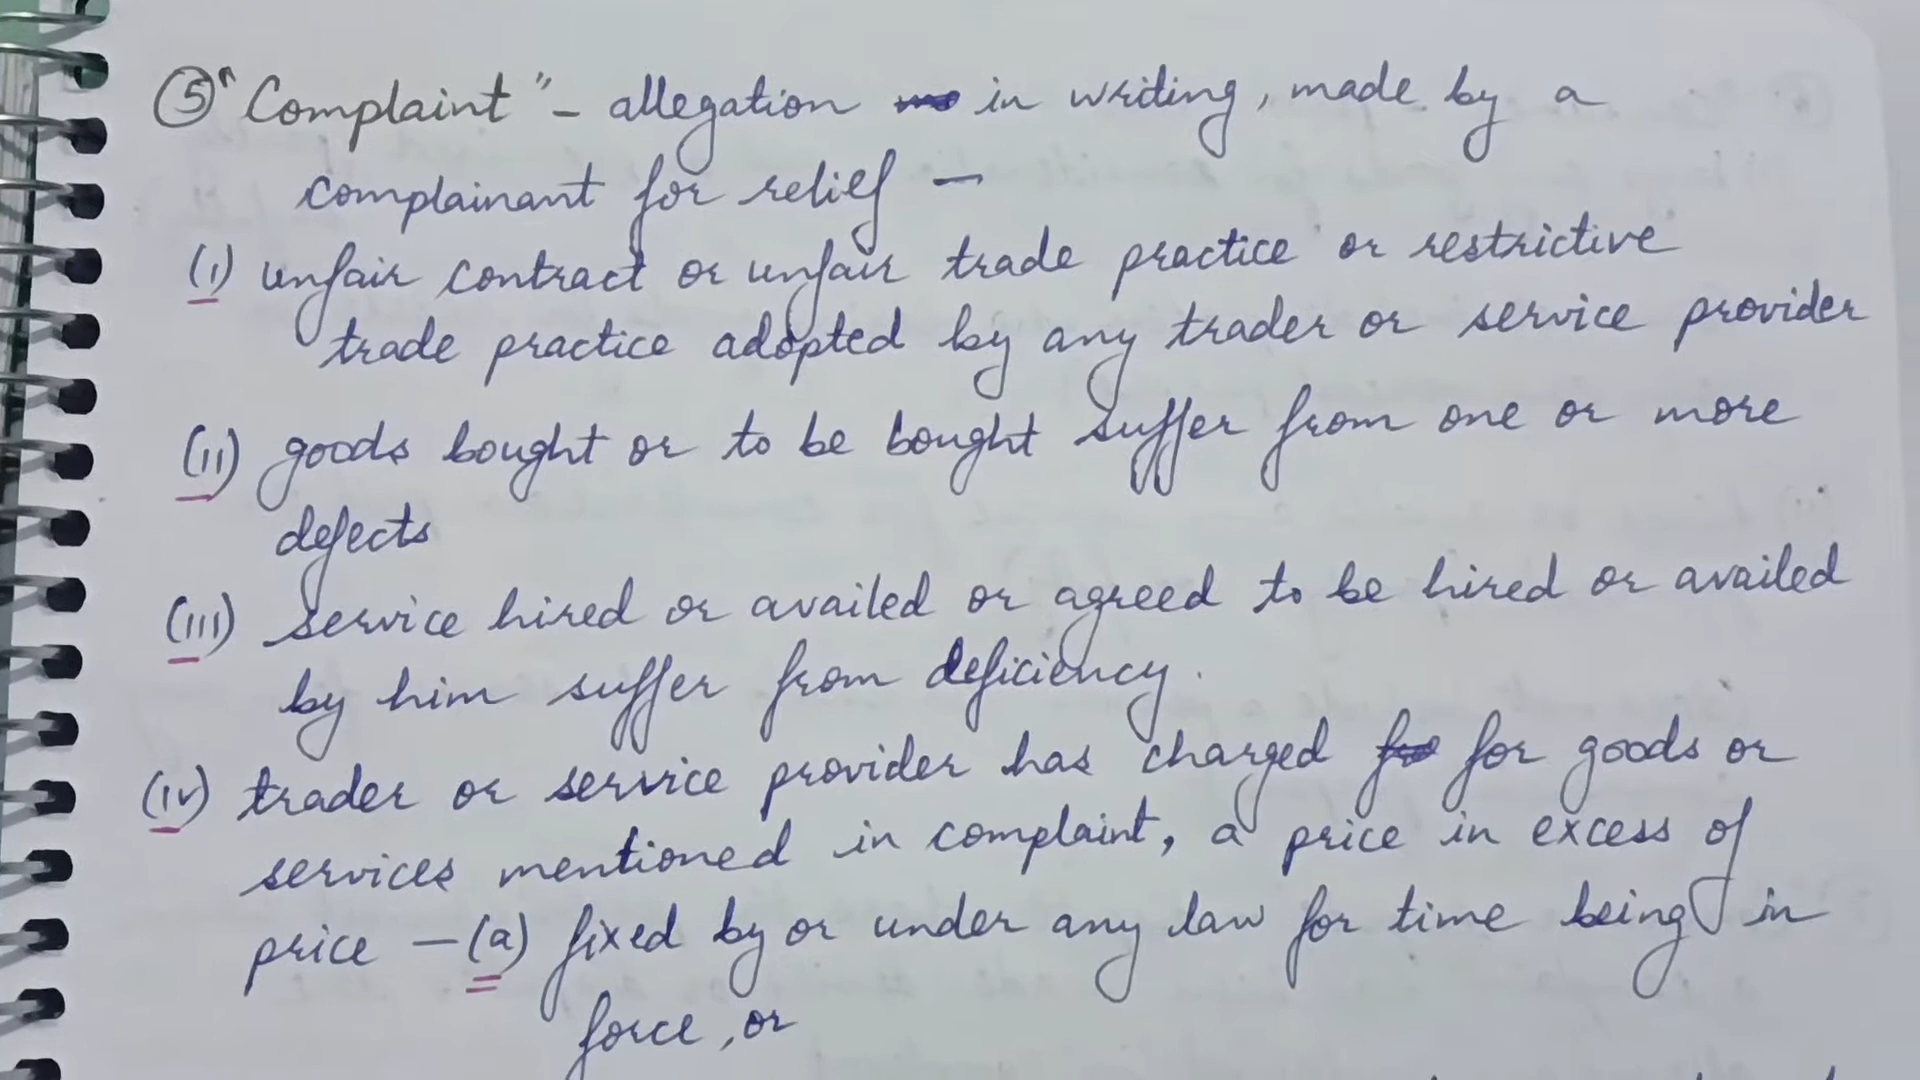 ⑤ "Complaint" - allegation in writing, made by a
complainant for relief —
(i) unfair contract or unfair trade practice or restrictive
trade practice adopted by any trader or service provider
(ii) goods bought or to be bought suffer from one or more
defects
(iii) service hired or availed or agreed to be hired or availed
by him suffer from deficiency.
(iv) trader or service provider has charged for goods or
services mentioned in complaint, a price in excess of
price — (a) fixed by or under any law for time being in
force, or